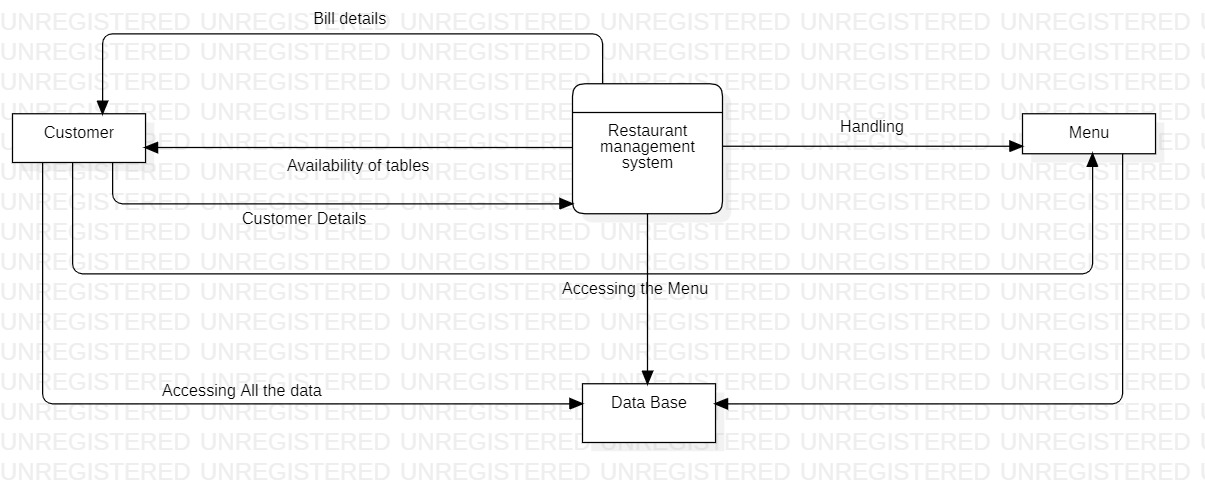 UNREGISTERED UNREGISTERED UNREGISTERED UNREGISTERED UNREGISTERED UNREGISTERED
Bill details
Customer
Restaurant
management
system
Handling
Menu
Availability of tables
Customer Details
Accessing the Menu
Accessing All the data
Data Base